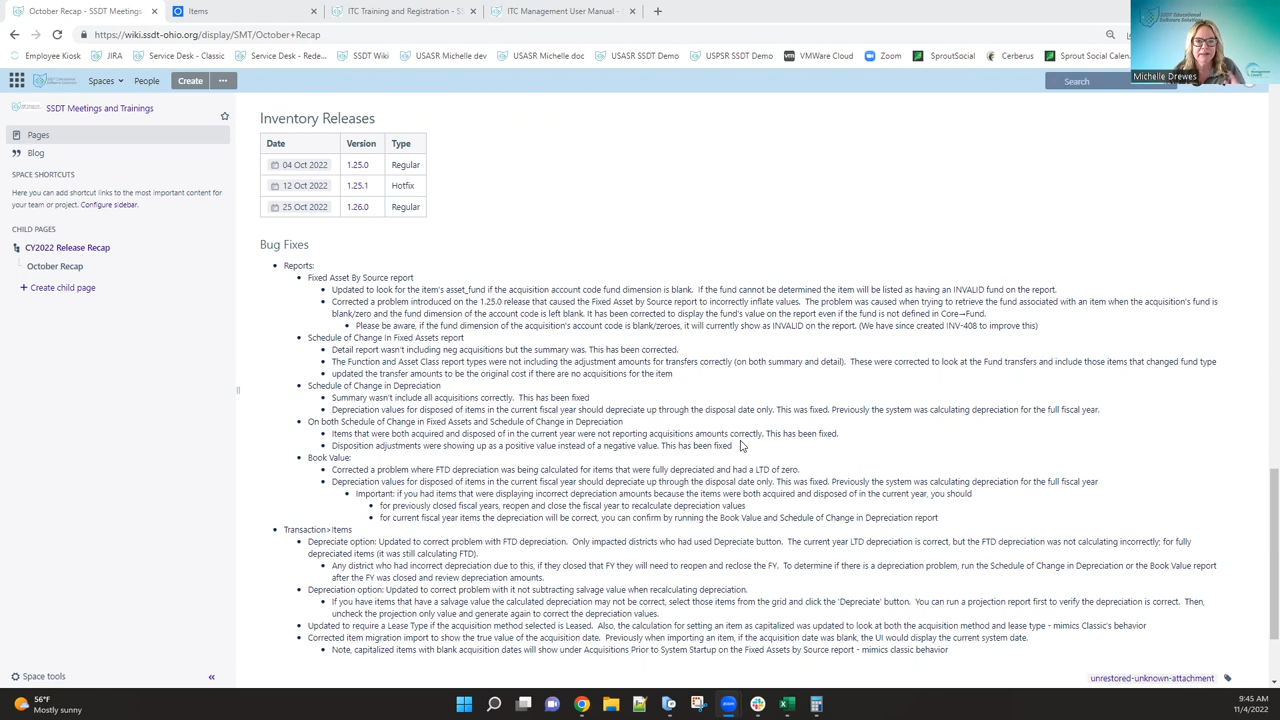 October Recap - SSDT Meetings
Items
ITC Training and Registration - SS
ITC Management User Manual -
https://wiki.ssdt-ohio.org/display/SMT/October+Recap
Employee Kiosk
JIRA
Service Desk - Classic
Service Desk - Rede...
SSDT Wiki
USASR Michelle dev
USASR Michelle doc
USASR SSDT Demo
USPSR SSDT Demo
VMWare Cloud
Zoom
SproutSocial
Cerberus
Sprout Social Calen...
Michelle Drewes
Spaces
People
Create
Search
SSDT Meetings and Trainings
Pages
Blog
SPACE SHORTCUTS
Here you can add shortcut links to the most important content for
your team or project. Configure sidebar.
CHILD PAGES
CY2022 Release Recap
October Recap
+ Create child page
Space tools
Inventory Releases
Date Version Type
04 Oct 2022 1.25.0 Regular
12 Oct 2022 1.25.1 Hotfix
25 Oct 2022 1.26.0 Regular
Bug Fixes
• Reports:
• Fixed Asset By Source report
• Updated to look for the item's asset_fund if the acquisition account code fund dimension is blank. If the fund cannot be determined the item will be listed as having an INVALID fund on the report.
• Corrected a problem introduced on the 1.25.0 release that caused the Fixed Asset by Source report to incorrectly inflate values. The problem was caused when trying to retrieve the fund associated with an item when the acquisition's fund is
blank/zero and the fund dimension of the account code is left blank. It has been corrected to display the fund's value on the report even if the fund is not defined in Core→Fund.
• Please be aware, if the fund dimension of the acquisition's account code is blank/zeroes, it will currently show as INVALID on the report. (We have since created INV-408 to improve this)
• Schedule of Change In Fixed Assets report
• Detail report wasn't including neg acquisitions but the summary was. This has been corrected.
• The Function and Asset Class report types were not including the adjustment amounts for transfers correctly (on both summary and detail). These were corrected to look at the Fund transfers and include those items that changed fund type
• updated the transfer amounts to be the original cost if there are no acquisitions for the item
• Schedule of Change in Depreciation
• Summary wasn't include all acquisitions correctly. This has been fixed
• Depreciation values for disposed of items in the current fiscal year should depreciate up through the disposal date only. This was fixed. Previously the system was calculating depreciation for the full fiscal year.
• On both Schedule of Change in Fixed Assets and Schedule of Change in Depreciation
• Items that were both acquired and disposed of in the current year were not reporting acquisitions amounts correctly. This has been fixed.
• Disposition adjustments were showing up as a positive value instead of a negative value. This has been fixed
• Book Value:
• Corrected a problem where FTD depreciation was being calculated for items that were fully depreciated and had a LTD of zero.
• Depreciation values for disposed of items in the current fiscal year should depreciate up through the disposal date only. This was fixed. Previously the system was calculating depreciation for the full fiscal year
• Important: if you had items that were displaying incorrect depreciation amounts because the items were both acquired and disposed of in the current year, you should
• for previously closed fiscal years, reopen and close the fiscal year to recalculate depreciation values
• for current fiscal year items the depreciation will be correct, you can confirm by running the Book Value and Schedule of Change in Depreciation report
• Transaction>Items
• Depreciate option: Updated to correct problem with FTD depreciation. Only impacted districts who had used Depreciate button. The current year LTD depreciation is correct, but the FTD depreciation was not calculating incorrectly; for fully
depreciated items (it was still calculating FTD).
• Any district who had incorrect depreciation due to this, if they closed that FY they will need to reopen and reclose the FY. To determine if there is a depreciation problem, run the Schedule of Change in Depreciation or the Book Value report
after the FY was closed and review depreciation amounts.
• Depreciation option: Updated to correct problem with it not subtracting salvage value when recalculating depreciation.
• If you have items that have a salvage value the calculated depreciation may not be correct, select those items from the grid and click the 'Depreciate' button. You can run a projection report first to verify the depreciation is correct. Then,
uncheck the projection only value and generate again to correct the depreciation values.
• Updated to require a Lease Type if the acquisition method selected is Leased. Also, the calculation for setting an item as capitalized was updated to look at both the acquisition method and lease type - mimics Classic's behavior
• Corrected item migration import to show the true value of the acquisition date. Previously when importing an item, if the acquisition date was blank, the UI would display the current system date.
• Note, capitalized items with blank acquisition dates will show under Acquisitions Prior to System Startup on the Fixed Assets by Source report - mimics classic behavior
unrestored-unknown-attachment
56°F
Mostly sunny
9:45 AM
11/4/2022